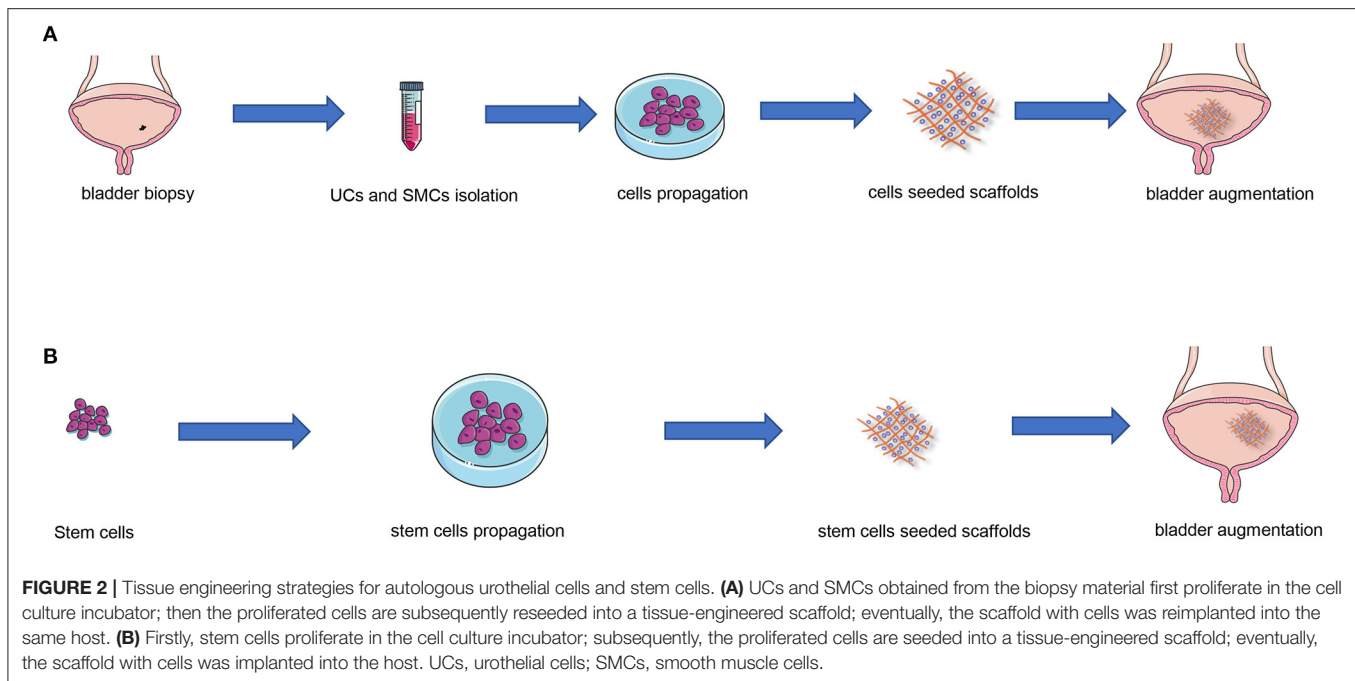 A
bladder biopsy
UCs and SMCs isolation
cells propagation
cells seeded scaffolds
bladder augmentation
B
Stem cells
stem cells propagation
stem cells seeded scaffolds
bladder augmentation
FIGURE 2 | Tissue engineering strategies for autologous urothelial cells and stem cells. (A) UCs and SMCs obtained from the biopsy material first proliferate in the cell
culture incubator; then the proliferated cells are subsequently reseeded into a tissue-engineered scaffold; eventually, the scaffold with cells was reimplanted into the
same host. (B) Firstly, stem cells proliferate in the cell culture incubator; subsequently, the proliferated cells are seeded into a tissue-engineered scaffold; eventually,
the scaffold with cells was implanted into the host. UCs, urothelial cells; SMCs, smooth muscle cells.